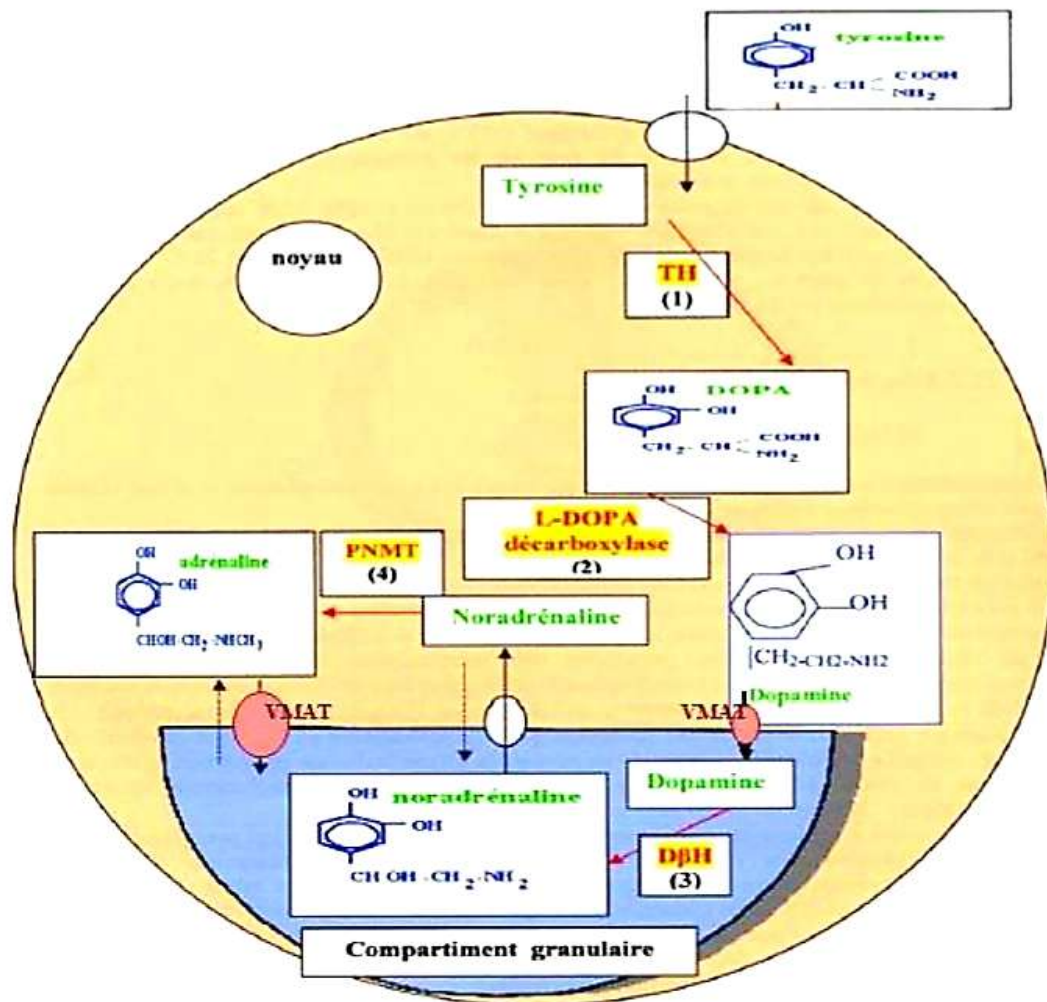 OH
tyrosine
CH2 - CH
COOH
NH2
Tyrosine
noyau
TH
(1)
OH
DOPA
OH
CH2 - CH
COOH
NH2
L-DOPA
décarboxylase
(2)
PNMT
(4)
OH
adrénaline
OH
CHOH-CH2-NHCH3
Noradrénaline
OH
OH
[CH2-CH2-NH2
Dopamine
VMAT
VMAT
Dopamine
OH
noradrénaline
OH
CH OH -CH2-NH2
DβH
(3)
Compartiment granulaire